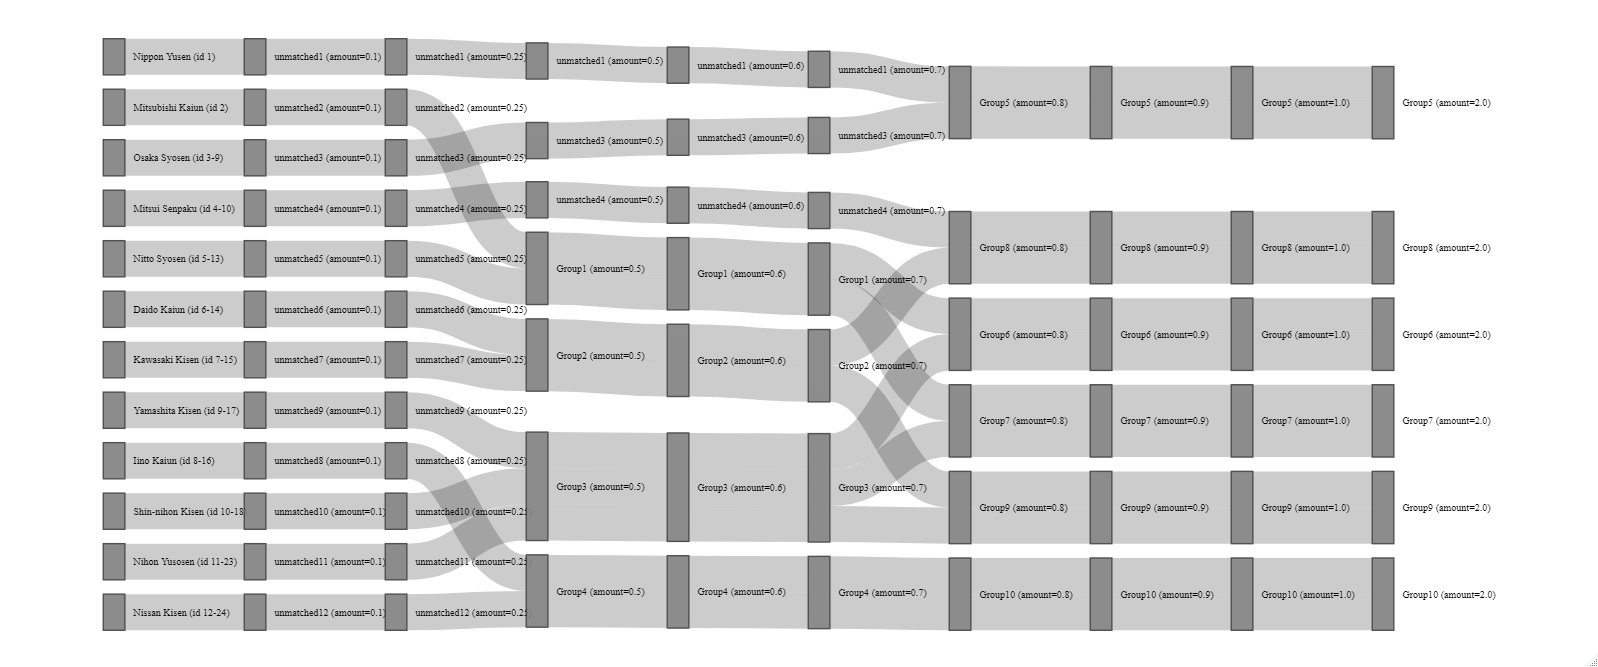 Nippon Yusen (id 1)
Mitsubishi Kaiun (id 2)
Osaka Syosen (id 3-9)
Mitsui Senpaku (id 4-10)
Nitto Syosen (id 5-13)
Daido Kaiun (id 6-14)
Kawasaki Kisen (id 7-15)
Yamashita Kisen (id 9-17)
Iino Kaiun (id 8-16)
Shin-nihon Kisen (id 10-18
Nihon Yusosen (id 11-23)
Nissan Kisen (id 12-24)
unmatched1 (amount=0.1)
unmatched2 (amount=0.1)
unmatched3 (amount=0.1)
unmatched4 (amount=0.1)
unmatched5 (amount=0.1)
unmatched6 (amount=0.1)
unmatched7 (amount=0.1)
unmatched9 (amount=0.1)
unmatched8 (amount=0.1)
unmatched10 (amount=0.1)
unmatched11 (amount=0.1)
unmatched12 (amount=0.1)
unmatched1 (amount=0.25)
unmatched2 (amount=0.25)
unmatched3 (amount=0.25)
unmatched4 (amount=0.25)
unmatched5 (amount=0.25)
unmatched6 (amount=0.25)
unmatched7 (amount=0.25)
unmatched9 (amount=0.25)
unmatched8 (amount=0.25)
unmatched10 (amount=0.25
unmatched11 (amount=0.25
unmatched12 (amount=0.25
unmatched1 (amount=0.5)
unmatched3 (amount=0.5)
unmatched4 (amount=0.5)
Group1 (amount=0.5)
Group2 (amount=0.5)
Group3 (amount=0.5)
Group4 (amount=0.5)
unmatched1 (amount=0.6)
unmatched3 (amount=0.6)
unmatched4 (amount=0.6)
Group1 (amount=0.6)
Group2 (amount=0.6)
Group3 (amount=0.6)
Group4 (amount=0.6)
unmatched1 (amount=0.7)
unmatched3 (amount=0.7)
unmatched4 (amount=0.7)
Group1 (amount=0.7)
Group2 (amount=0.7)
Group3 (amount=0.7)
Group4 (amount=0.7)
Group5 (amount=0.8)
Group8 (amount=0.8)
Group6 (amount=0.8)
Group7 (amount=0.8)
Group9 (amount=0.8)
Group10 (amount=0.8)
Group5 (amount=0.9)
Group8 (amount=0.9)
Group6 (amount=0.9)
Group7 (amount=0.9)
Group9 (amount=0.9)
Group10 (amount=0.9)
Group5 (amount=1.0)
Group8 (amount=1.0)
Group6 (amount=1.0)
Group7 (amount=1.0)
Group9 (amount=1.0)
Group10 (amount=1.0)
Group5 (amount=2.0)
Group8 (amount=2.0)
Group6 (amount=2.0)
Group7 (amount=2.0)
Group9 (amount=2.0)
Group10 (amount=2.0)